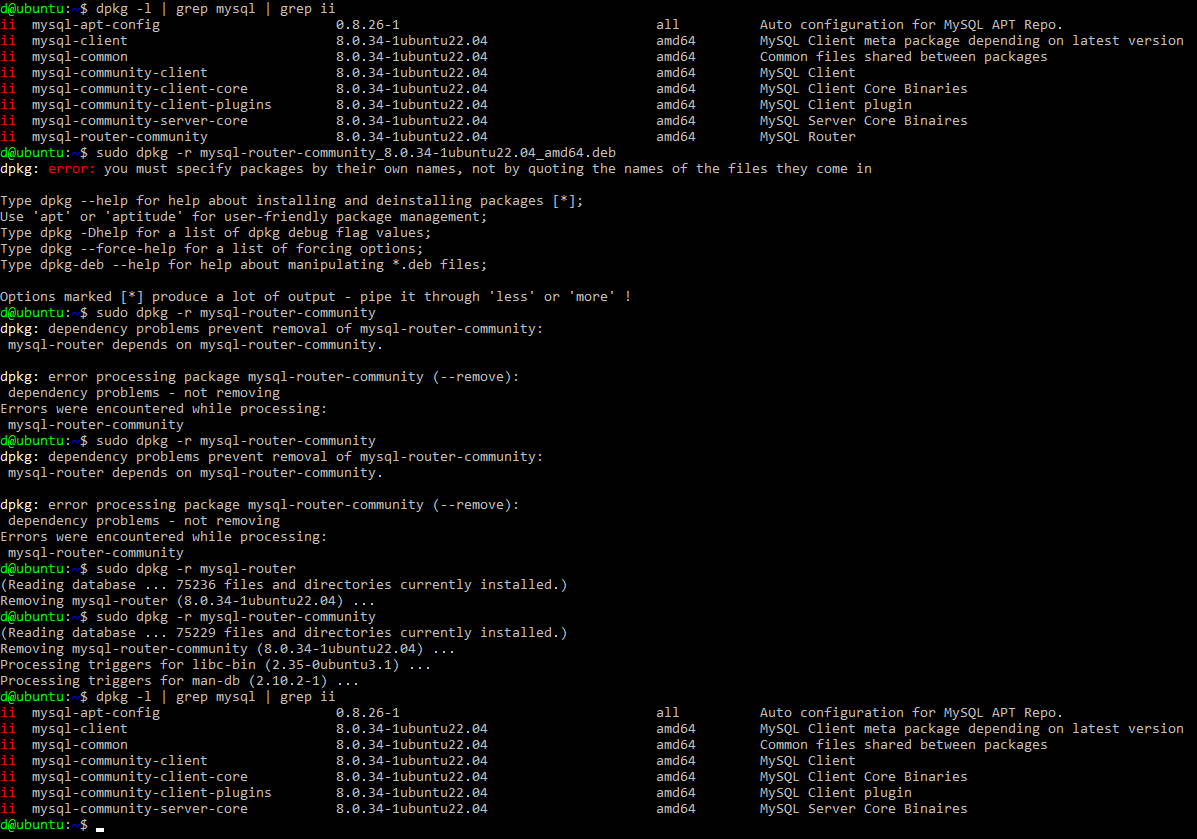 d@ubuntu:~$ dpkg -l | grep mysql | grep ii
ii  mysql-apt-config                      0.8.26-1                                all          Auto configuration for MySQL APT Repo.
ii  mysql-client                          8.0.34-1ubuntu22.04                     amd64        MySQL Client meta package depending on latest version
ii  mysql-common                          8.0.34-1ubuntu22.04                     amd64        Common files shared between packages
ii  mysql-community-client                8.0.34-1ubuntu22.04                     amd64        MySQL Client
ii  mysql-community-client-core           8.0.34-1ubuntu22.04                     amd64        MySQL Client Core Binaries
ii  mysql-community-client-plugins        8.0.34-1ubuntu22.04                     amd64        MySQL Client plugin
ii  mysql-community-server-core           8.0.34-1ubuntu22.04                     amd64        MySQL Server Core Binaires
ii  mysql-router-community                8.0.34-1ubuntu22.04                     amd64        MySQL Router
d@ubuntu:~$ sudo dpkg -r mysql-router-community_8.0.34-1ubuntu22.04_amd64.deb
dpkg: error: you must specify packages by their own names, not by quoting the names of the files they come in
Type dpkg --help for help about installing and deinstalling packages [*];
Use 'apt' or 'aptitude' for user-friendly package management;
Type dpkg -Dhelp for a list of dpkg debug flag values;
Type dpkg --force-help for a list of forcing options;
Type dpkg-deb --help for help about manipulating *.deb files;
Options marked [*] produce a lot of output - pipe it through 'less' or 'more' !
d@ubuntu:~$ sudo dpkg -r mysql-router-community
dpkg: dependency problems prevent removal of mysql-router-community:
 mysql-router depends on mysql-router-community.
dpkg: error processing package mysql-router-community (--remove):
 dependency problems - not removing
Errors were encountered while processing:
 mysql-router-community
d@ubuntu:~$ sudo dpkg -r mysql-router-community
dpkg: dependency problems prevent removal of mysql-router-community:
 mysql-router depends on mysql-router-community.
dpkg: error processing package mysql-router-community (--remove):
 dependency problems - not removing
Errors were encountered while processing:
 mysql-router-community
d@ubuntu:~$ sudo dpkg -r mysql-router
(Reading database ... 75236 files and directories currently installed.)
Removing mysql-router (8.0.34-1ubuntu22.04) ...
d@ubuntu:~$ sudo dpkg -r mysql-router-community
(Reading database ... 75229 files and directories currently installed.)
Removing mysql-router-community (8.0.34-1ubuntu22.04) ...
Processing triggers for libc-bin (2.35-0ubuntu3.1) ...
Processing triggers for man-db (2.10.2-1) ...
d@ubuntu:~$ dpkg -l | grep mysql | grep ii
ii  mysql-apt-config                      0.8.26-1                                all          Auto configuration for MySQL APT Repo.
ii  mysql-client                          8.0.34-1ubuntu22.04                     amd64        MySQL Client meta package depending on latest version
ii  mysql-common                          8.0.34-1ubuntu22.04                     amd64        Common files shared between packages
ii  mysql-community-client                8.0.34-1ubuntu22.04                     amd64        MySQL Client
ii  mysql-community-client-core           8.0.34-1ubuntu22.04                     amd64        MySQL Client Core Binaries
ii  mysql-community-client-plugins        8.0.34-1ubuntu22.04                     amd64        MySQL Client plugin
ii  mysql-community-server-core           8.0.34-1ubuntu22.04                     amd64        MySQL Server Core Binaires
d@ubuntu:~$